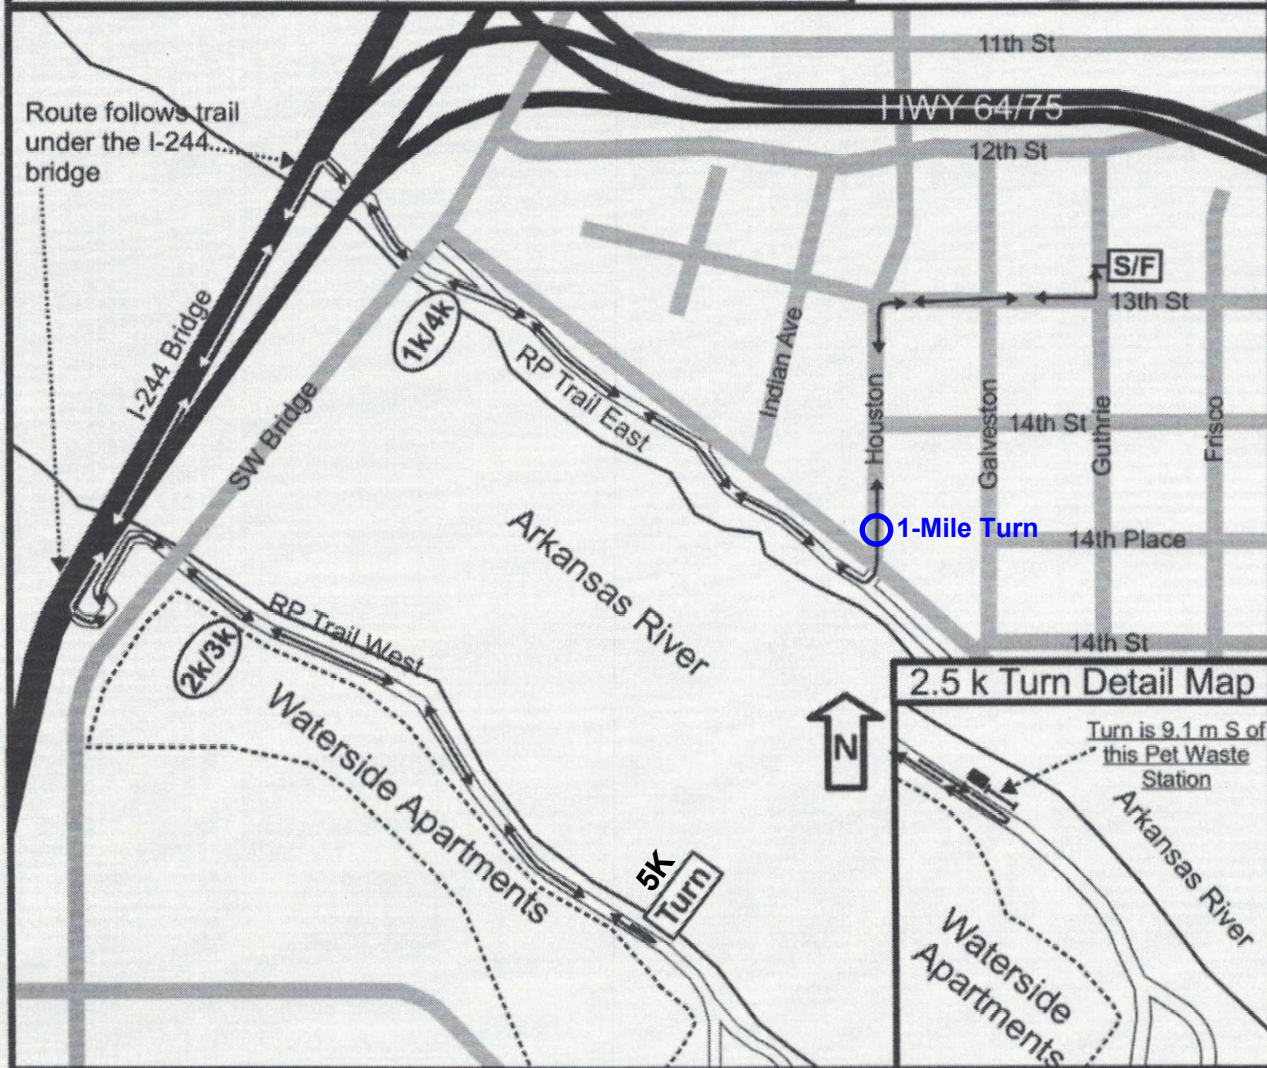 11th St
HWY 64/75
Route follows trail
under the I-244
bridge
12th St
S/F
13th St
1k/4k
I-244 Bridge
RP Trail East
Indian Ave
Houston
Galveston
14th St
Guthrie
Frisco
SW Bridge
1-Mile Turn
14th Place
Arkansas River
RP Trail West
2k/3k
14th St
2.5 k Turn Detail Map
Waterside Apartments
N
Turn is 9.1 m S of
this Pet Waste
Station
Arkansas River
5K
Turn
Waterside
Apartments